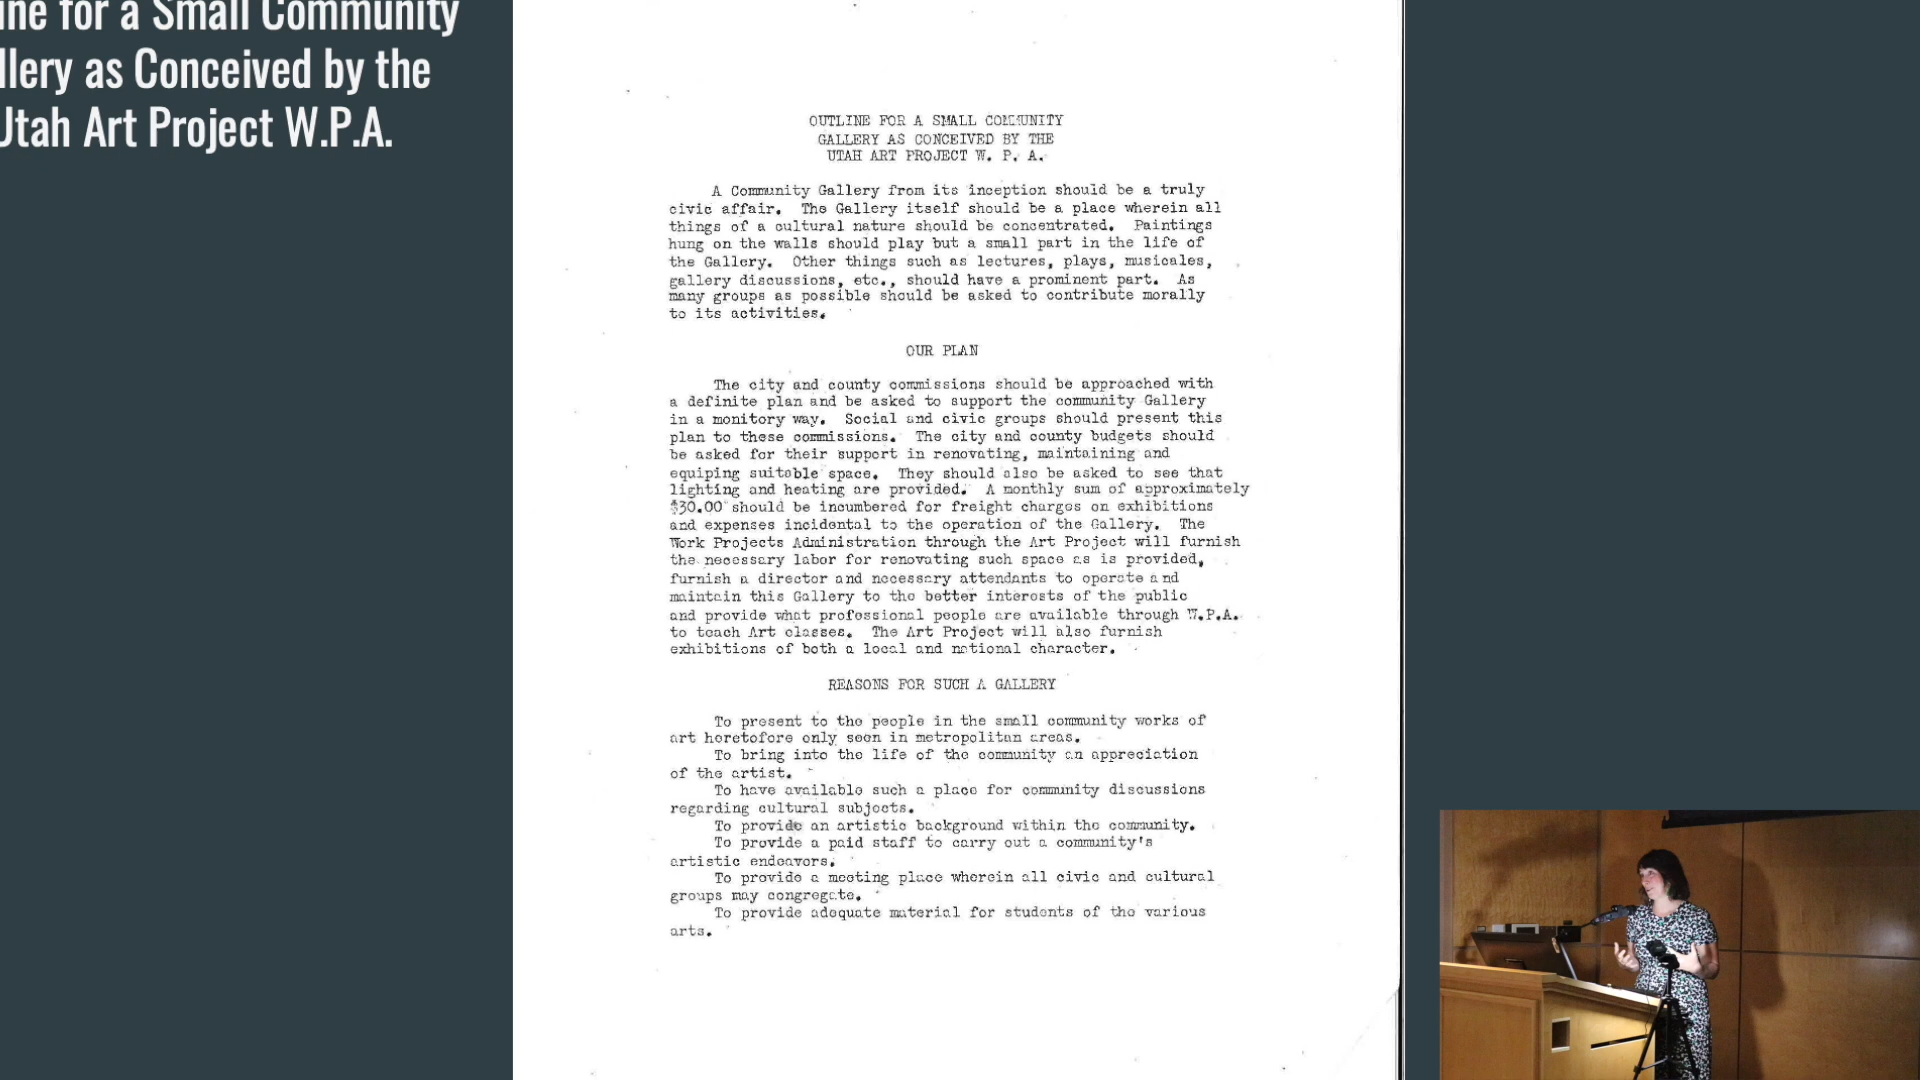 ine for a Small Community
llery as Conceived by the
Utah Art Project W.P.A.
OUTLINE FOR A SMALL COMMUNITY
GALLERY AS CONCEIVED BY THE
UTAH ART PROJECT W. P. A.
A Community Gallery from its inception should be a truly
civic affair. The Gallery itself should be a place wherein all
things of a cultural nature should be concentrated. Paintings
hung on the walls should play but a small part in the life of
the Gallery. Other things such as lectures, plays, musicales,
gallery discussions, etc., should have a prominent part. As
many groups as possible should be asked to contribute morally
to its activities.
OUR PLAN
The city and county commissions should be approached with
a definite plan and be asked to support the community Gallery
in a monitory way. Social and civic groups should present this
plan to these commissions. The city and county budgets should
be asked for their support in renovating, maintaining and
equiping suitable space. They should also be asked to see that
lighting and heating are provided. A monthly sum of approximately
$30.00 should be incumbered for freight charges on exhibitions
and expenses incidental to the operation of the Gallery. The
Work Projects Administration through the Art Project will furnish
the necessary labor for renovating such space as is provided,
furnish a director and necessary attendants to operate and
maintain this Gallery to the better interests of the public
and provide what professional people are available through W.P.A.
to teach Art classes. The Art Project will also furnish
exhibitions of both a local and national character.
REASONS FOR SUCH A GALLERY
To present to the people in the small community works of
art heretofore only seen in metropolitan areas.
To bring into the life of the community an appreciation
of the artist.
To have available such a place for community discussions
regarding cultural subjects.
To provide an artistic background within the community.
To provide a paid staff to carry out a community's
artistic endeavors.
To provide a meeting place wherein all civic and cultural
groups may congregate.
To provide adequate material for students of the various
arts.